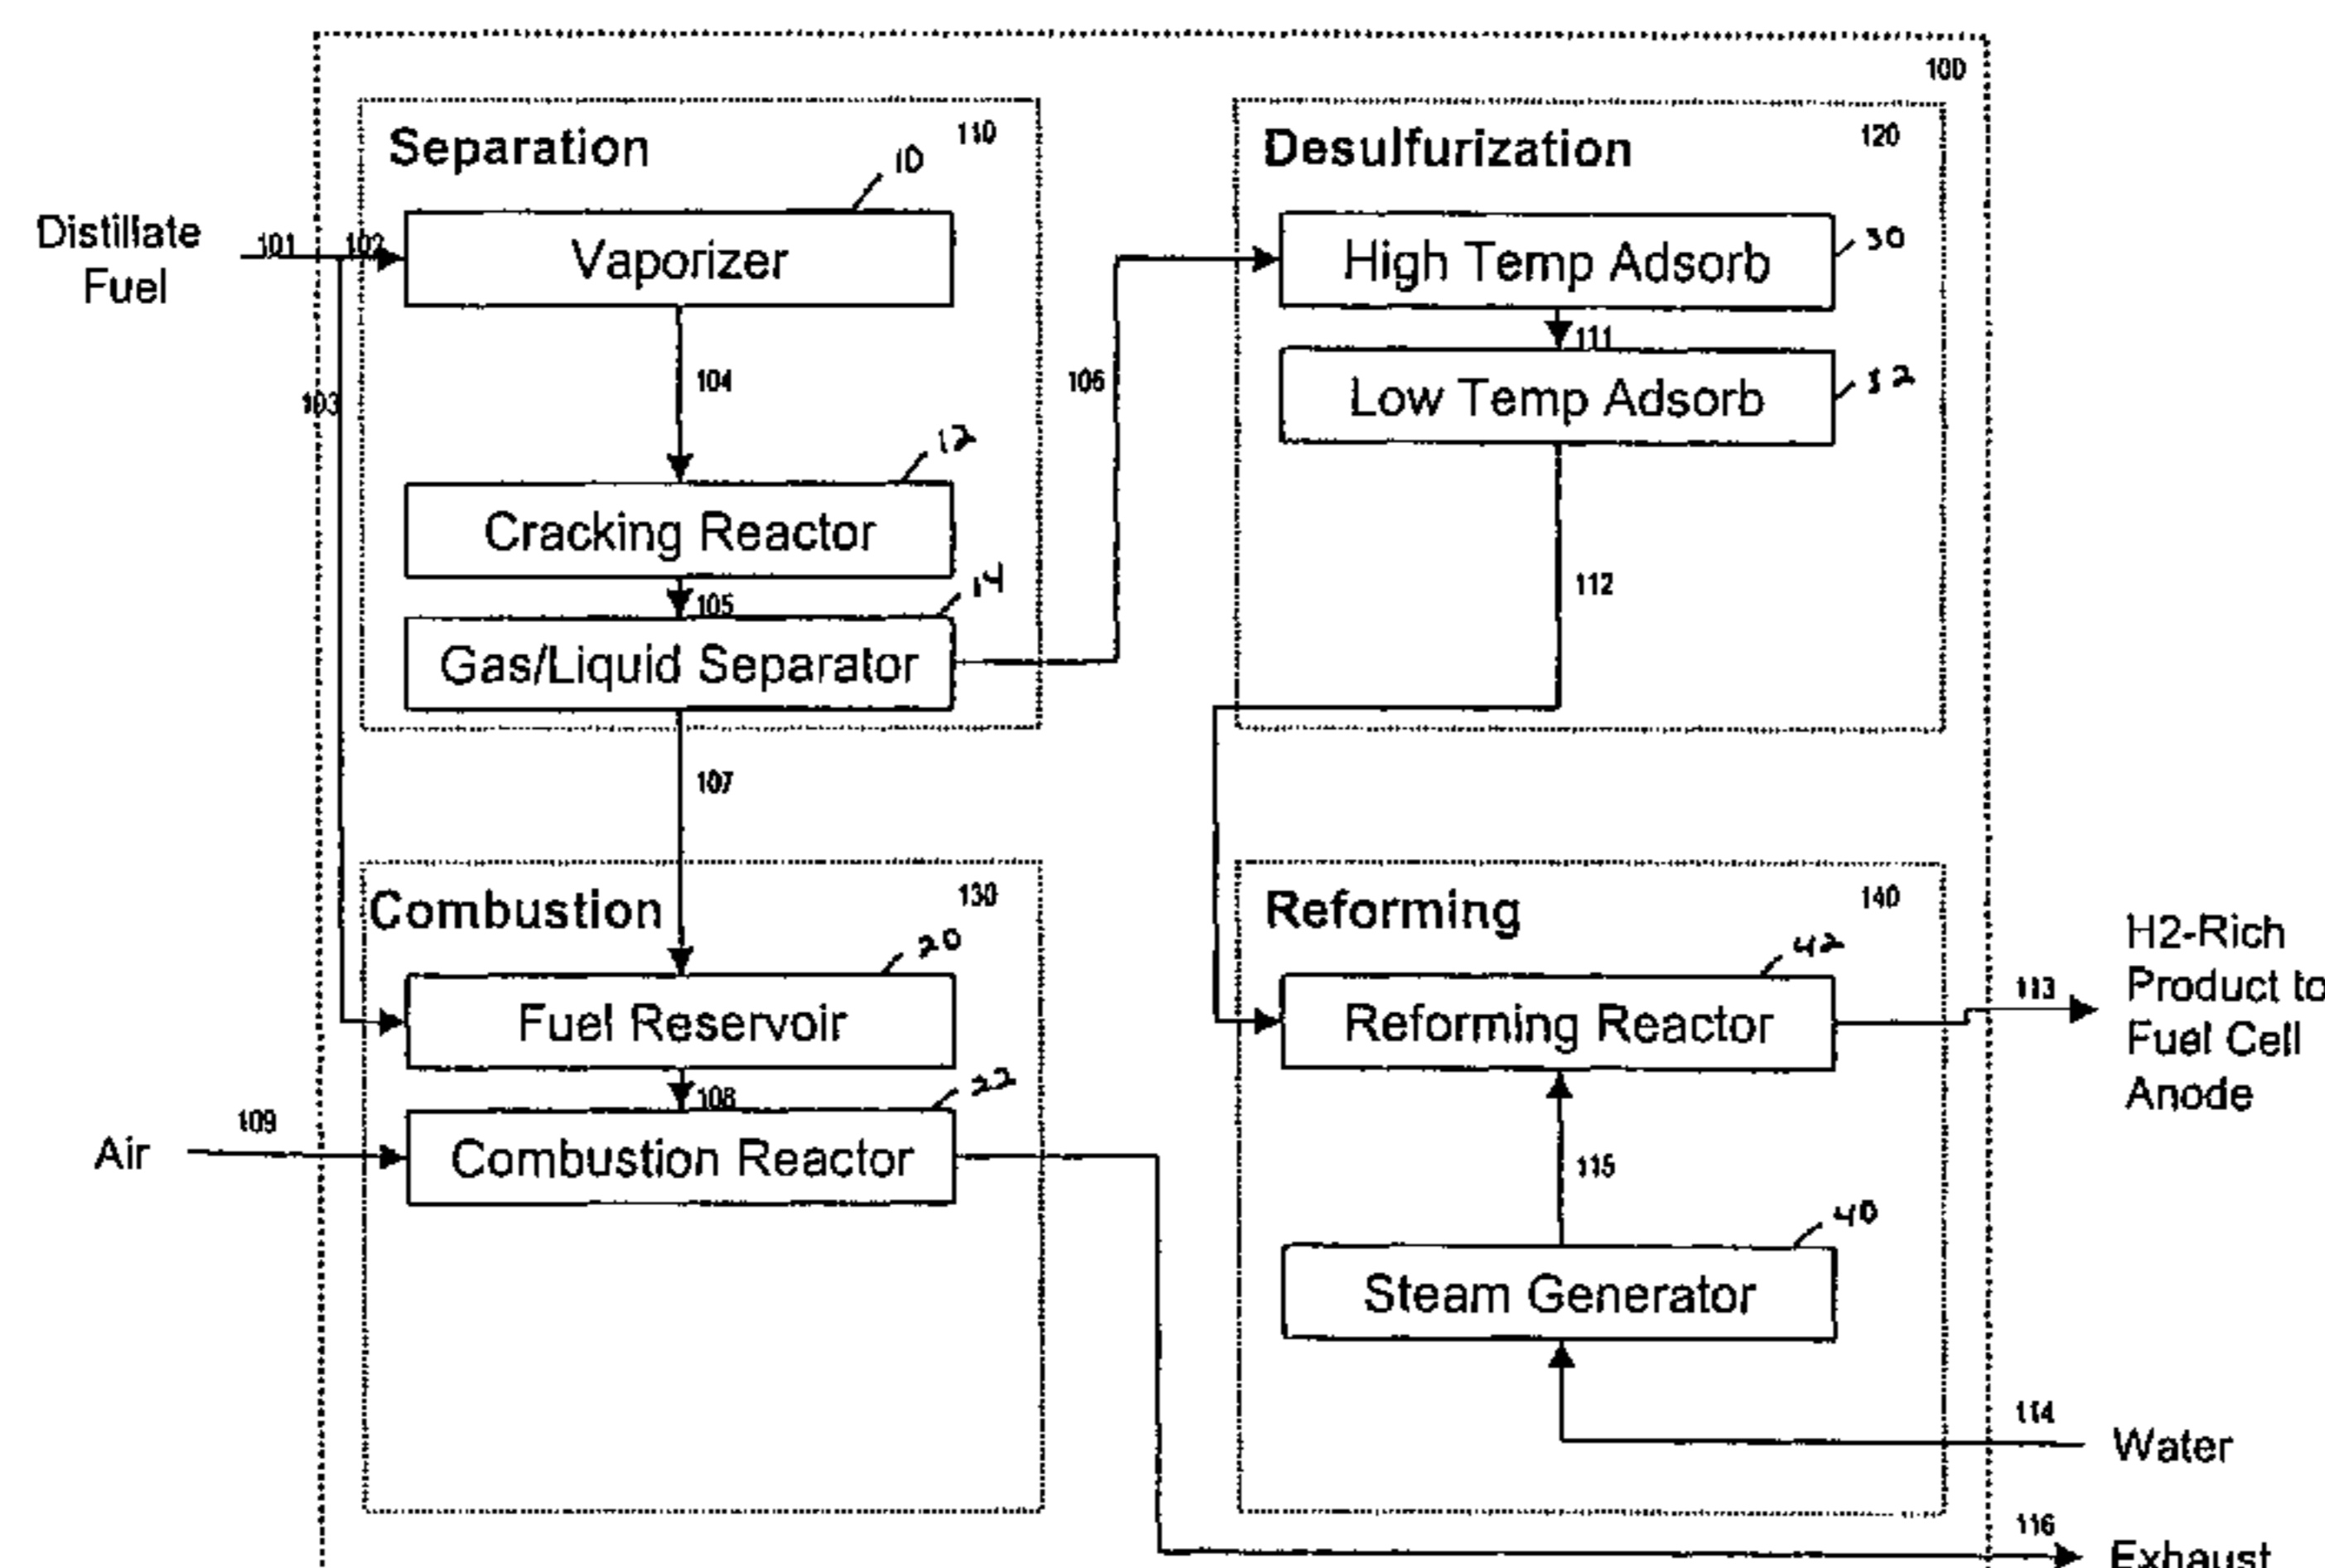 100
Separation
110
10
Distillate
Fuel
101
102
Vaporizer
103
104
12
Cracking Reactor
105
14
Gas/Liquid Separator
106
107
Desulfurization
120
High Temp Adsorb
30
111
Low Temp Adsorb
32
112
Combustion
130
20
Fuel Reservoir
108
22
Air
109
Combustion Reactor
Reforming
140
42
Reforming Reactor
113
H2-Rich
Product to
Fuel Cell
Anode
115
40
Steam Generator
114
Water
116
Exhaust